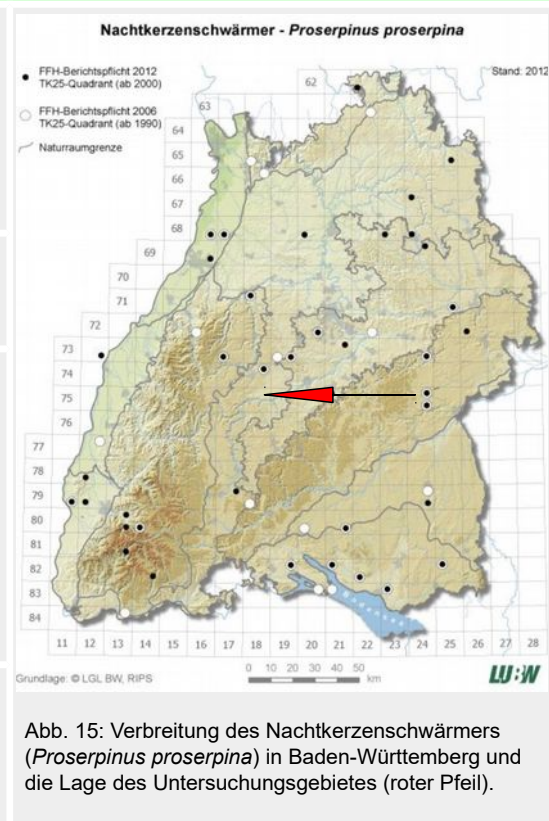 Nachtkerzenschwärmer - Proserpinus proserpina
FFH-Berichtspflicht 2012
TK25-Quadrant (ab 2000)
FFH-Berichtspflicht 2006
TK25-Quadrant (ab 1990)
Naturraumgrenze
Stand: 2012
62
63
64
65
66
67
68
69
70
71
72
73
74
75
76
77
78
79
80
81
82
83
84
11 12 13 14 15 16 17 18 19 20 21 22 23 24 25 26 27 28
Grundlage: © LGL BW, RIPS
0 10 20 30 40 50
km
LU:W
Abb. 15: Verbreitung des Nachtkerzenschwärmers
(Proserpinus proserpina) in Baden-Württemberg und
die Lage des Untersuchungsgebietes (roter Pfeil).